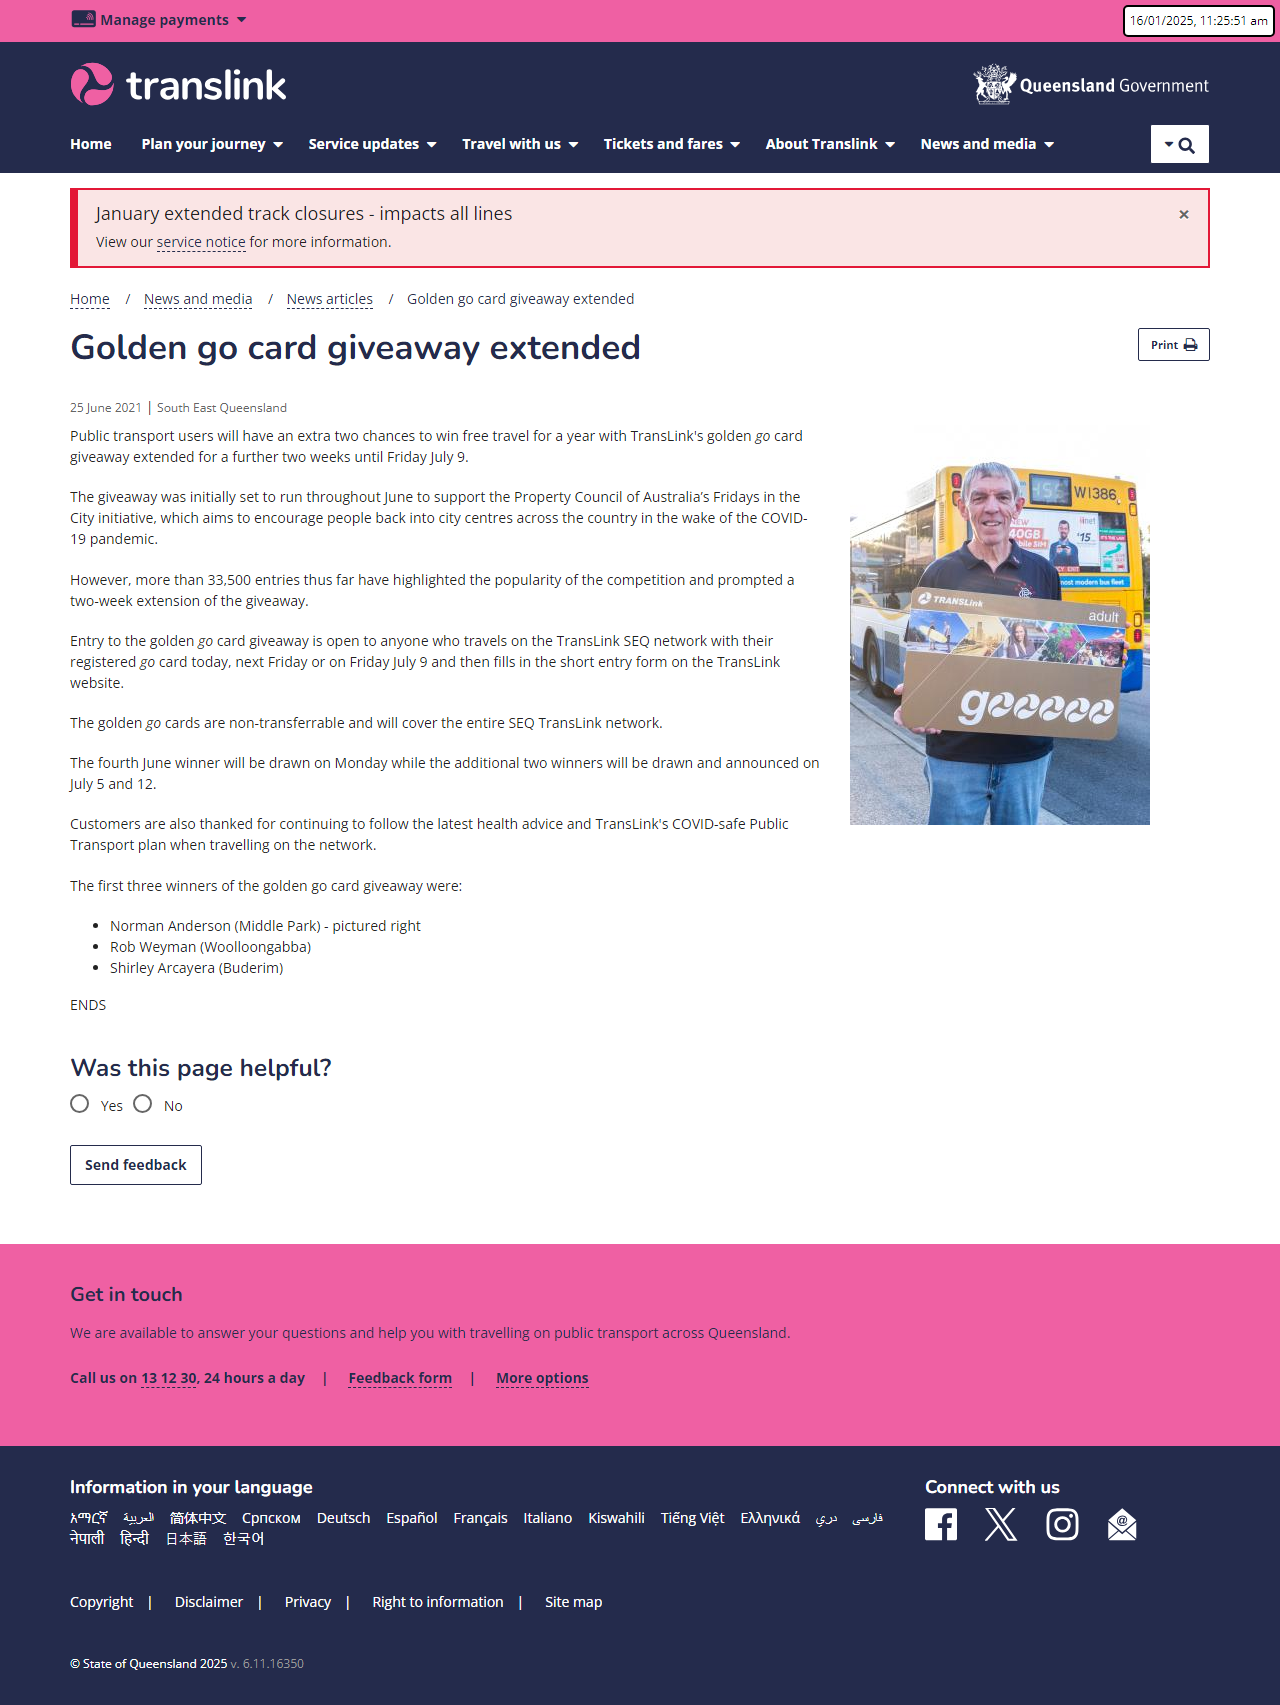 Manage payments
16/01/2025, 11:25:51 am
translink
Queensland Government
Home Plan your journey Service updates Travel with us Tickets and fares About Translink News and media
January extended track closures - impacts all lines ×
View our service notice for more information.
Home / News and media / News articles / Golden go card giveaway extended
Golden go card giveaway extended
Print
25 June 2021 | South East Queensland
Public transport users will have an extra two chances to win free travel for a year with TransLink's golden go card
giveaway extended for a further two weeks until Friday July 9.
The giveaway was initially set to run throughout June to support the Property Council of Australia’s Fridays in the
City initiative, which aims to encourage people back into city centres across the country in the wake of the COVID-
19 pandemic.
However, more than 33,500 entries thus far have highlighted the popularity of the competition and prompted a
two-week extension of the giveaway.
Entry to the golden go card giveaway is open to anyone who travels on the TransLink SEQ network with their
registered go card today, next Friday or on Friday July 9 and then fills in the short entry form on the TransLink
website.
The golden go cards are non-transferrable and will cover the entire SEQ TransLink network.
The fourth June winner will be drawn on Monday while the additional two winners will be drawn and announced on
July 5 and 12.
Customers are also thanked for continuing to follow the latest health advice and TransLink's COVID-safe Public
Transport plan when travelling on the network.
The first three winners of the golden go card giveaway were:
Norman Anderson (Middle Park) - pictured right
Rob Weyman (Woolloongabba)
Shirley Arcayera (Buderim)
ENDS
W1386
NEW
40GB
Mobile SIM
iinet
15
most modern bus fleet
TRANSLink
adult
Was this page helpful?
Yes No
Send feedback
Get in touch
We are available to answer your questions and help you with travelling on public transport across Queensland.
Call us on 13 12 30, 24 hours a day | Feedback form | More options
Information in your language
አማርኛ العربية 简体中文 Српском Deutsch Español Français Italiano Kiswahili Tiếng Việt Ελληνικά دري فارسی
नेपाली हिन्दी 日本語 한국어
Connect with us
Copyright | Disclaimer | Privacy | Right to information | Site map
© State of Queensland 2025 v. 6.11.16350